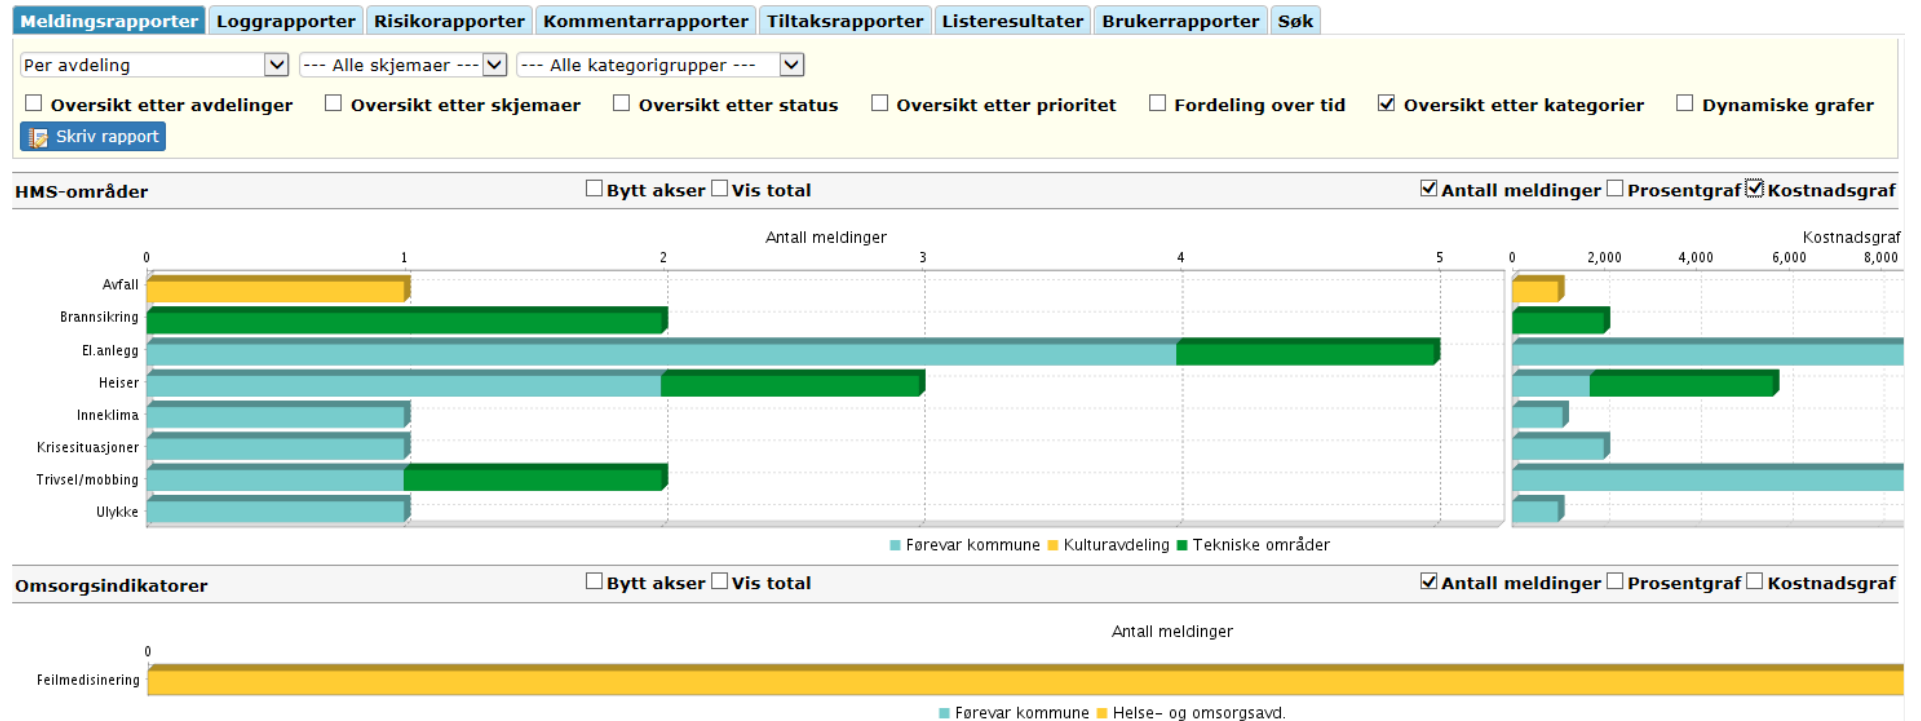 Meldingsrapporter Loggrapporter Risikorapporter Kommentarrapporter Tiltaksrapporter Listeresultater Brukerrapporter Søk
Per avdeling --- Alle skjemaer --- --- Alle kategorigrupper ---
Oversikt etter avdelinger Oversikt etter skjemaer Oversikt etter status Oversikt etter prioritet Fordeling over tid Oversikt etter kategorier Dynamiske grafer
Skriv rapport
HMS-områder Bytt akser Vis total Antall meldinger Prosentgraf Kostnadsgraf
Antall meldinger Kostnadsgraf
0 1 2 3 4 5 0 2,000 4,000 6,000 8,000
Avfall
Brannsikring
El.anlegg
Heiser
Inneklima
Krisesituasjoner
Trivsel/mobbing
Ulykke
Førevar kommune Kulturavdeling Tekniske områder
Omsorgsindikatorer Bytt akser Vis total Antall meldinger Prosentgraf Kostnadsgraf
Antall meldinger
0
Feilmedisinering
Førevar kommune Helse- og omsorgsavd.